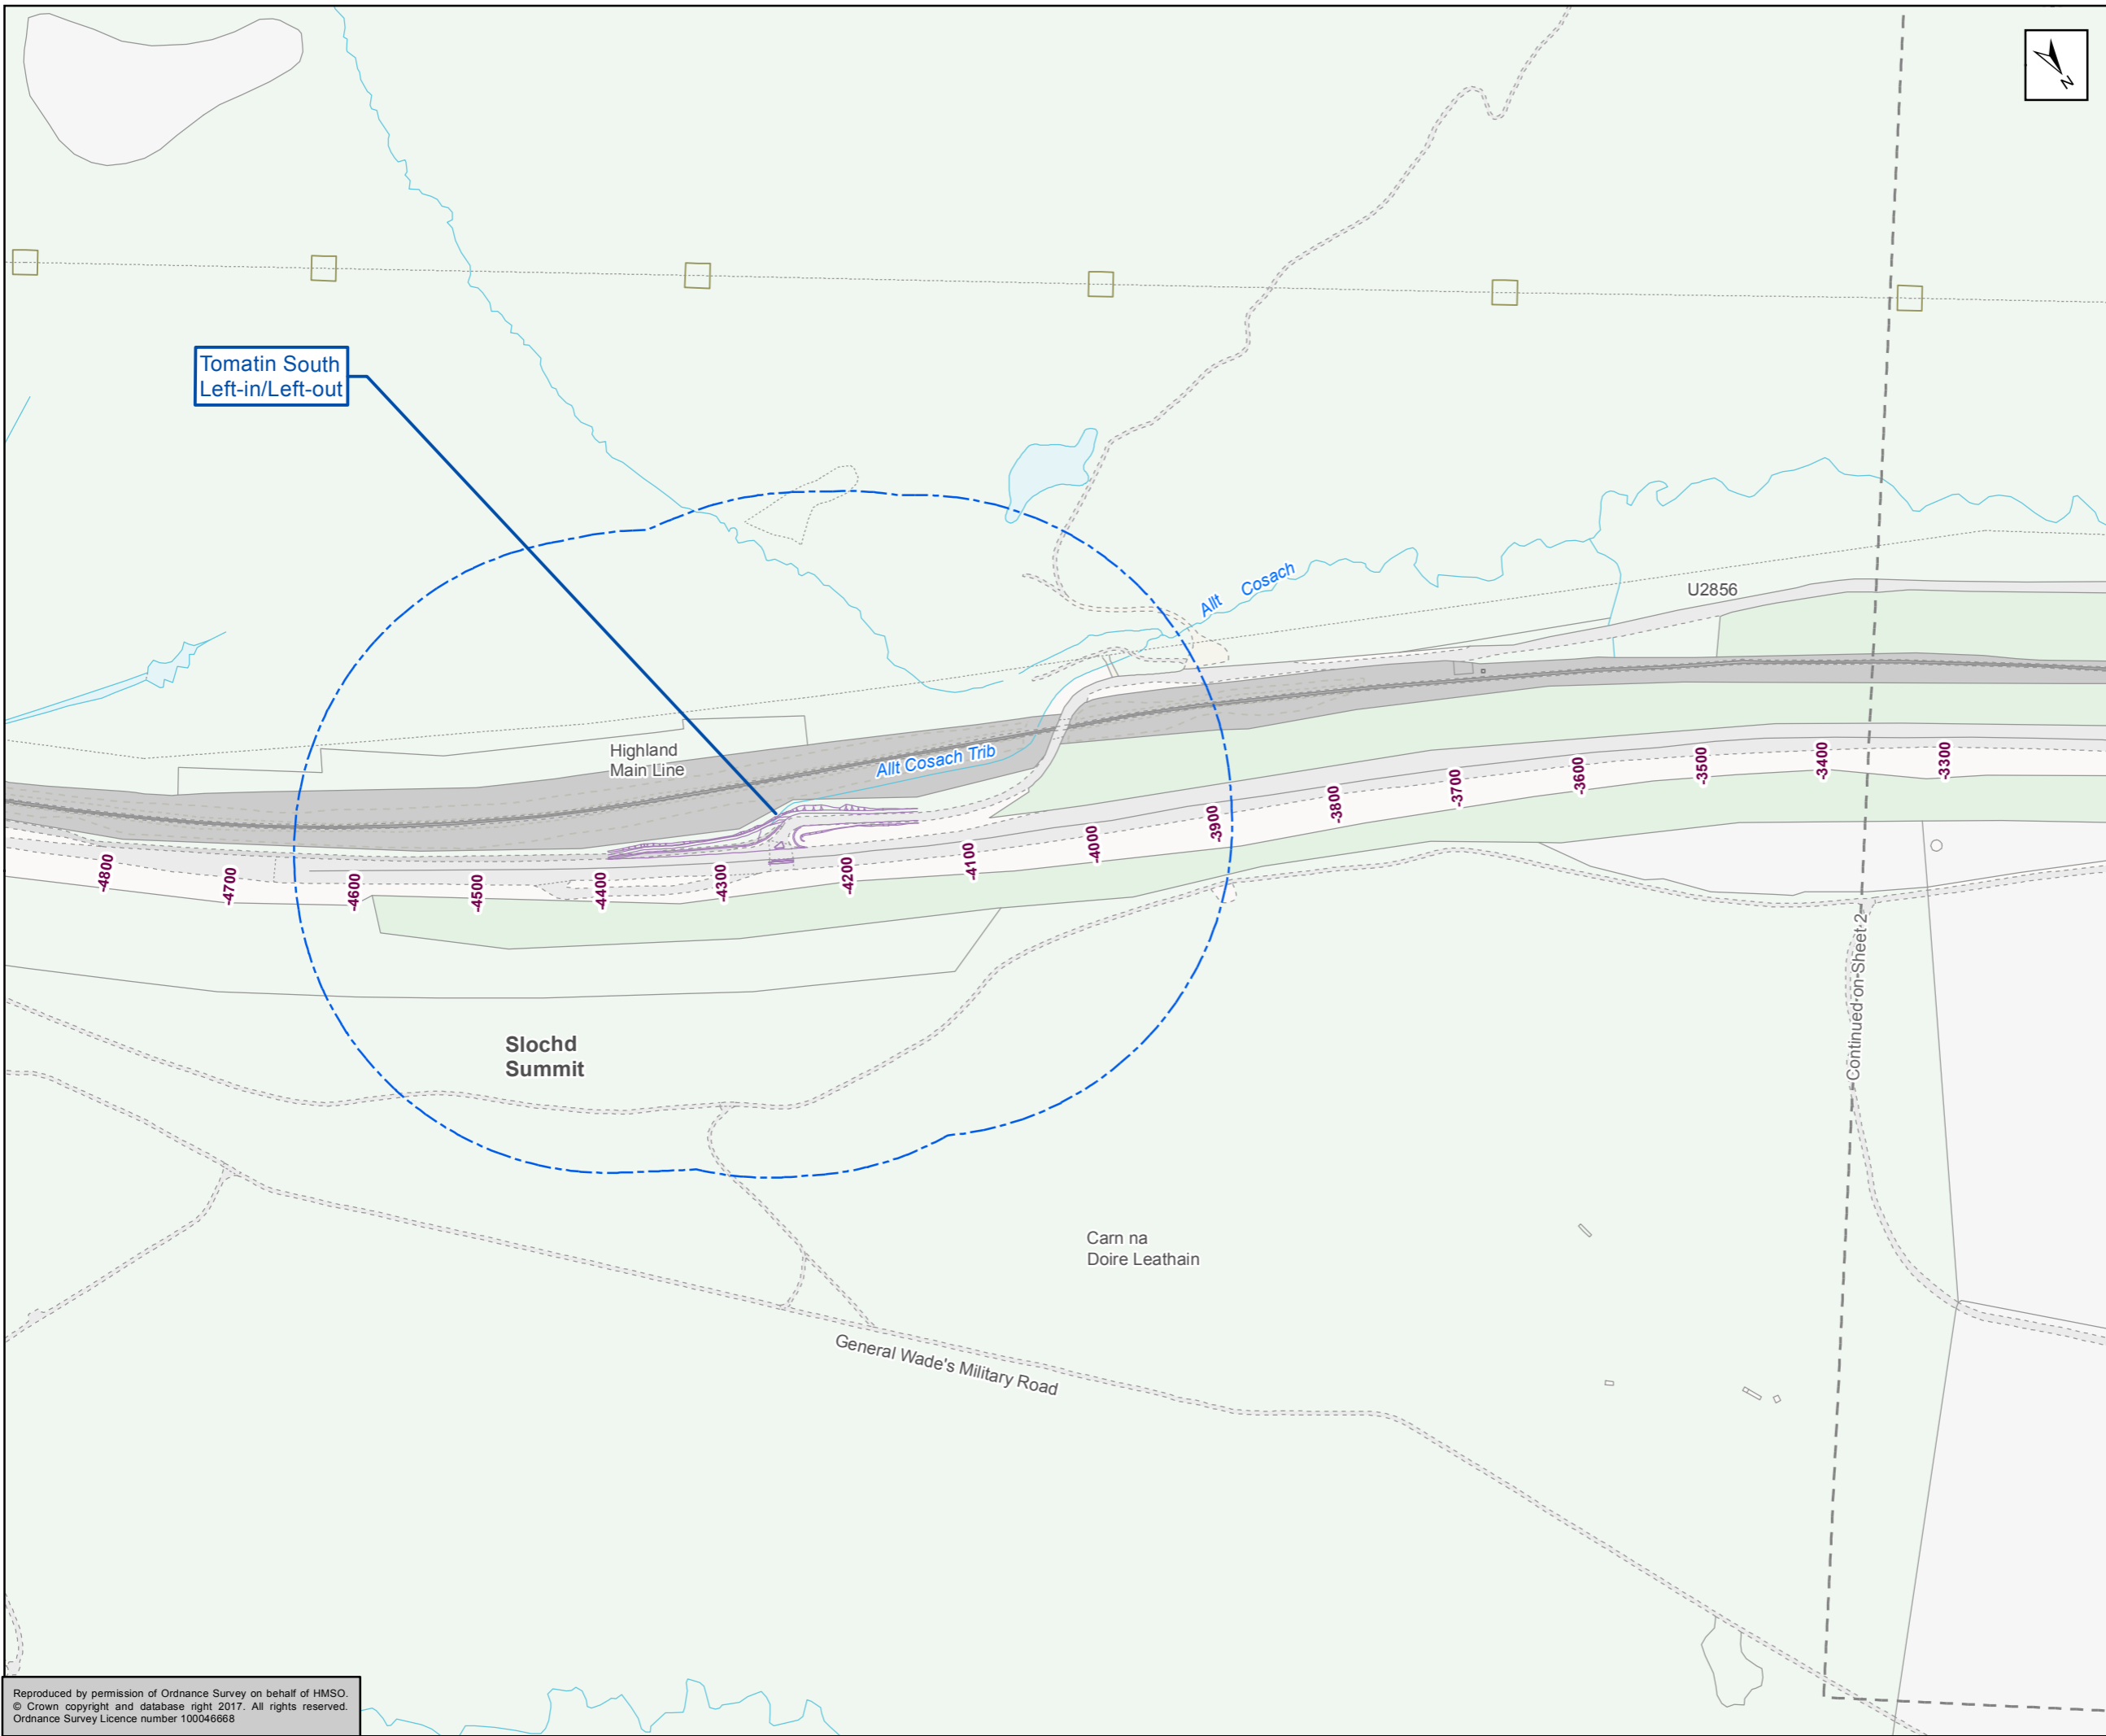 N
Tomatin South
Left-in/Left-out
Allt Cosach
U2856
Highland
Main Line
Allt Cosach Trib
-4800
-4700
-4600
-4500
-4400
-4300
-4200
-4100
-4000
-3900
-3800
-3700
-3600
-3500
-3400
-3300
Continued on Sheet 2
Slochd
Summit
Carn na
Doire Leathain
General Wade's Military Road
Reproduced by permission of Ordnance Survey on behalf of HMSO.
© Crown copyright and database right 2017. All rights reserved.
Ordnance Survey Licence number 100046668